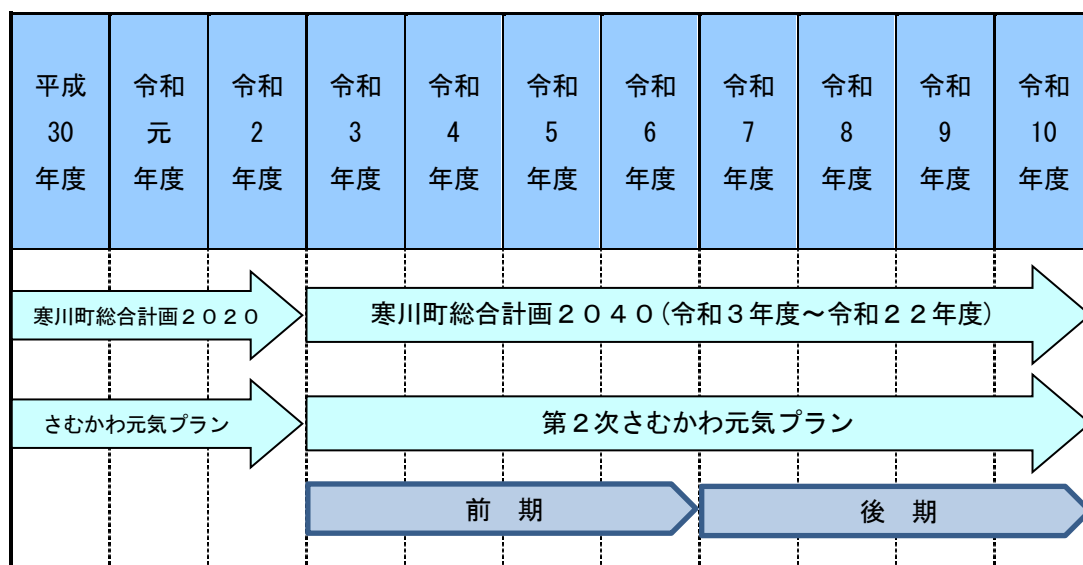 平成
30
年度
令和
元
年度
令和
2
年度
令和
3
年度
令和
4
年度
令和
5
年度
令和
6
年度
令和
7
年度
令和
8
年度
令和
9
年度
令和
10
年度
寒川町総合計画２０２０
寒川町総合計画２０４０(令和３年度～令和２２年度)
さむかわ元気プラン
第２次さむかわ元気プラン
前　期
後　期